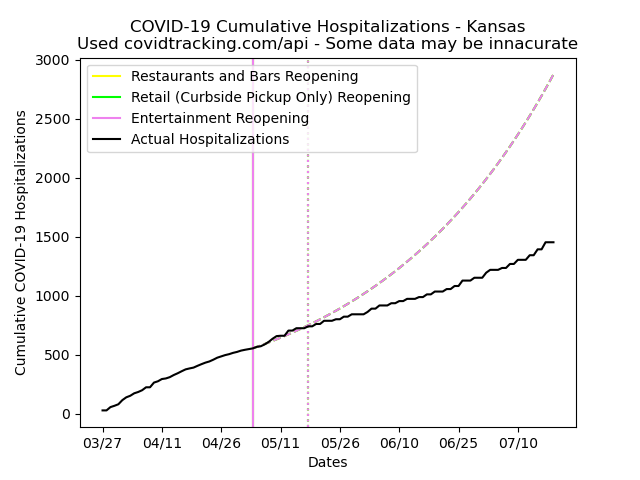 COVID-19 Cumulative Hospitalizations - Kansas
Used covidtracking.com/api - Some data may be innacurate
3000
2500
2000
1500
1000
500
0
Cumulative COVID-19 Hospitalizations
Restaurants and Bars Reopening
Retail (Curbside Pickup Only) Reopening
Entertainment Reopening
Actual Hospitalizations
03/27 04/11 04/26 05/11 05/26 06/10 06/25 07/10
Dates